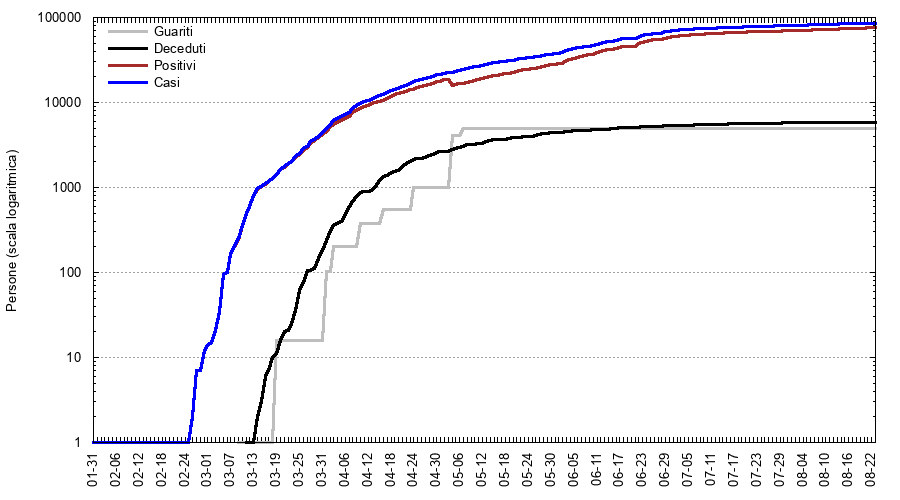 100000
10000
1000
100
10
1
Persone (scala logaritmica)
Guariti
Deceduti
Positivi
Casi
01-31 02-06 02-12 02-18 02-24 03-01 03-07 03-13 03-19 03-25 03-31 04-06 04-12 04-18 04-24 04-30 05-06 05-12 05-18 05-24 05-30 06-05 06-11 06-17 06-23 06-29 07-05 07-11 07-17 07-23 07-29 08-04 08-10 08-16 08-22